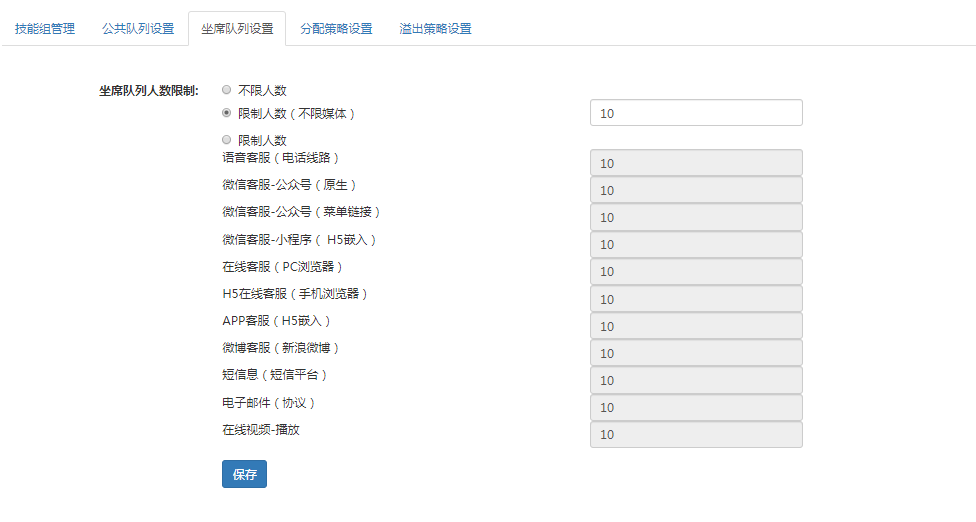 技能组管理 公共队列设置 坐席队列设置 分配策略设置 溢出策略设置
坐席队列人数限制: 不限人数
限制人数（不限媒体） 10
限制人数
语音客服（电话线路） 10
微信客服-公众号（原生） 10
微信客服-公众号（菜单链接） 10
微信客服-小程序（ H5嵌入） 10
在线客服（PC浏览器） 10
H5在线客服（手机浏览器） 10
APP客服（H5嵌入） 10
微博客服（新浪微博） 10
短信息（短信平台） 10
电子邮件（协议） 10
在线视频-播放 10
保存